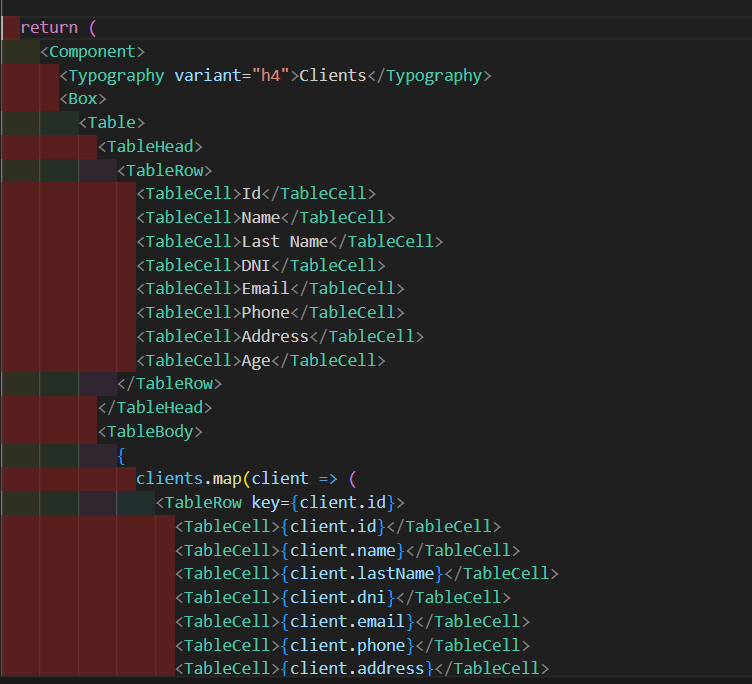 return (
<Component>
<Typography variant="h4">Clients</Typography>
<Box>
<Table>
<TableHead>
<TableRow>
<TableCell>Id</TableCell>
<TableCell>Name</TableCell>
<TableCell>Last Name</TableCell>
<TableCell>DNI</TableCell>
<TableCell>Email</TableCell>
<TableCell>Phone</TableCell>
<TableCell>Address</TableCell>
<TableCell>Age</TableCell>
</TableRow>
</TableHead>
<TableBody>
{
clients.map(client => (
<TableRow key={client.id}>
<TableCell>{client.id}</TableCell>
<TableCell>{client.name}</TableCell>
<TableCell>{client.lastName}</TableCell>
<TableCell>{client.dni}</TableCell>
<TableCell>{client.email}</TableCell>
<TableCell>{client.phone}</TableCell>
<TableCell>{client.address}</TableCell>